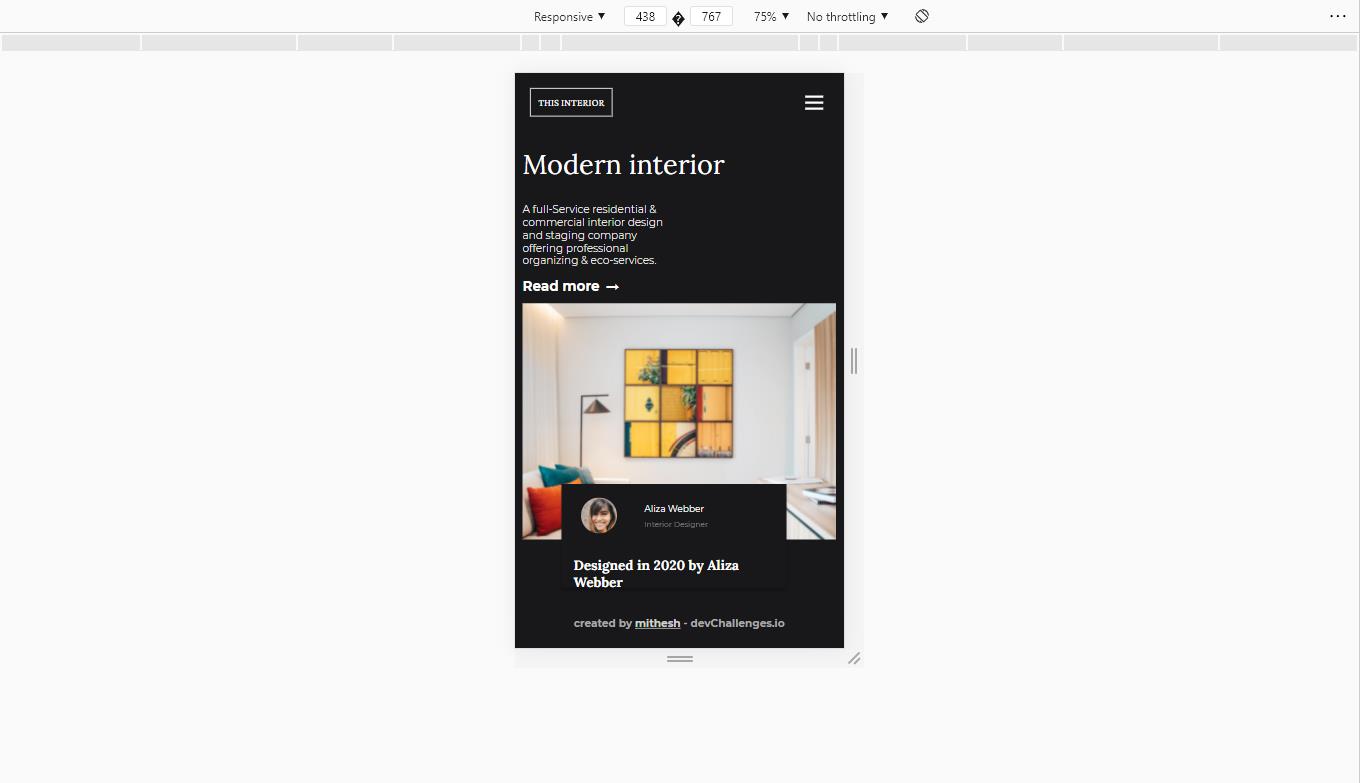 Responsive ▼ 438 � 767 75% ▼ No throttling ▼ ···
THIS INTERIOR
Modern interior
A full-Service residential &
commercial interior design
and staging company
offering professional
organizing & eco-services.
Read more →
Aliza Webber
Interior Designer
Designed in 2020 by Aliza
Webber
created by mithesh - devChallenges.io